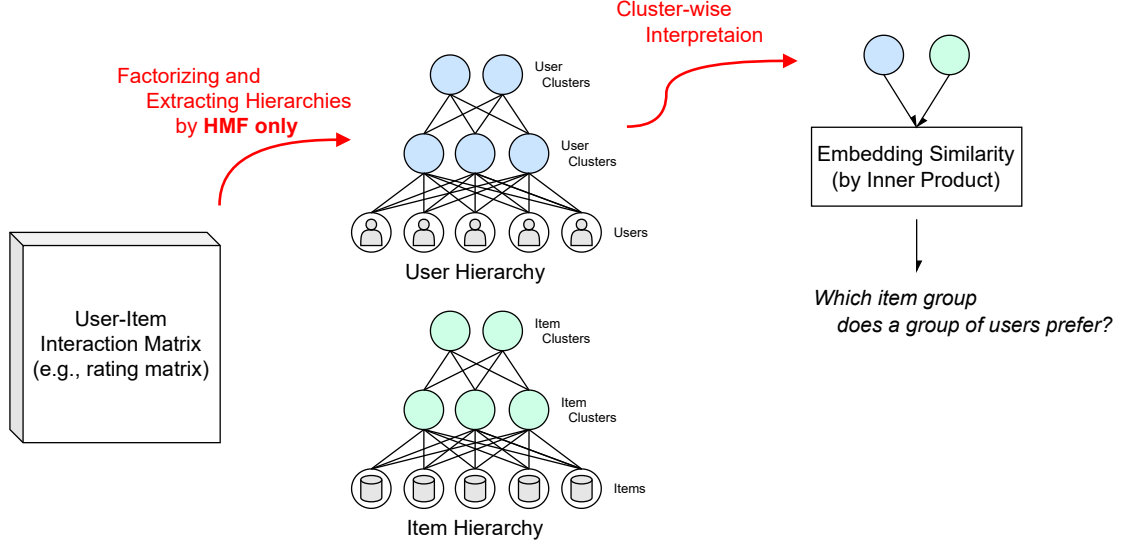 Factorizing and
Extracting Hierarchies
by HMF only
User-Item
Interaction Matrix
(e.g., rating matrix)
User
Clusters
User
Clusters
Users
User Hierarchy
Item
Clusters
Item
Clusters
Items
Item Hierarchy
Cluster-wise
Interpretaion
Embedding Similarity
(by Inner Product)
Which item group
does a group of users prefer?